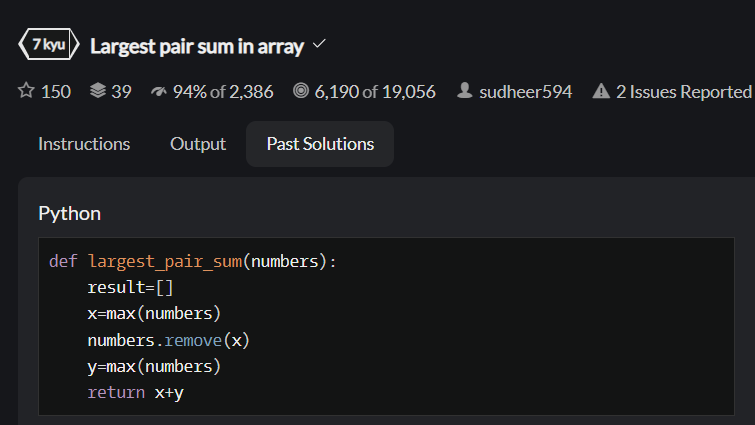 7 kyu Largest pair sum in array
150 39 94% of 2,386 6,190 of 19,056 sudheer594 2 Issues Reported
Instructions Output Past Solutions
Python
def largest_pair_sum(numbers):
    result=[]
    x=max(numbers)
    numbers.remove(x)
    y=max(numbers)
    return x+y